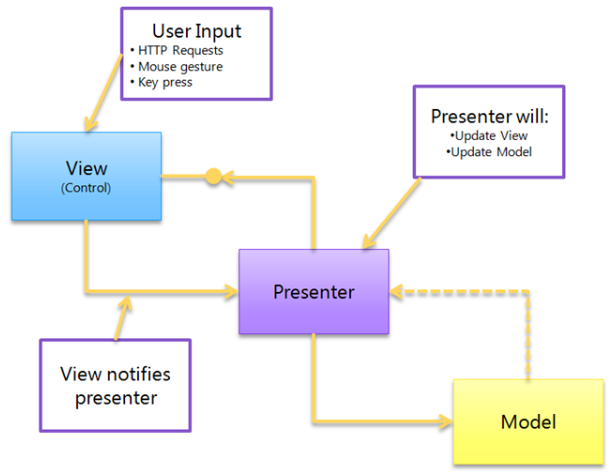 User Input
• HTTP Requests
• Mouse gesture
• Key press
Presenter will:
•Update View
•Update Model
View
(Control)
Presenter
View notifies
presenter
Model